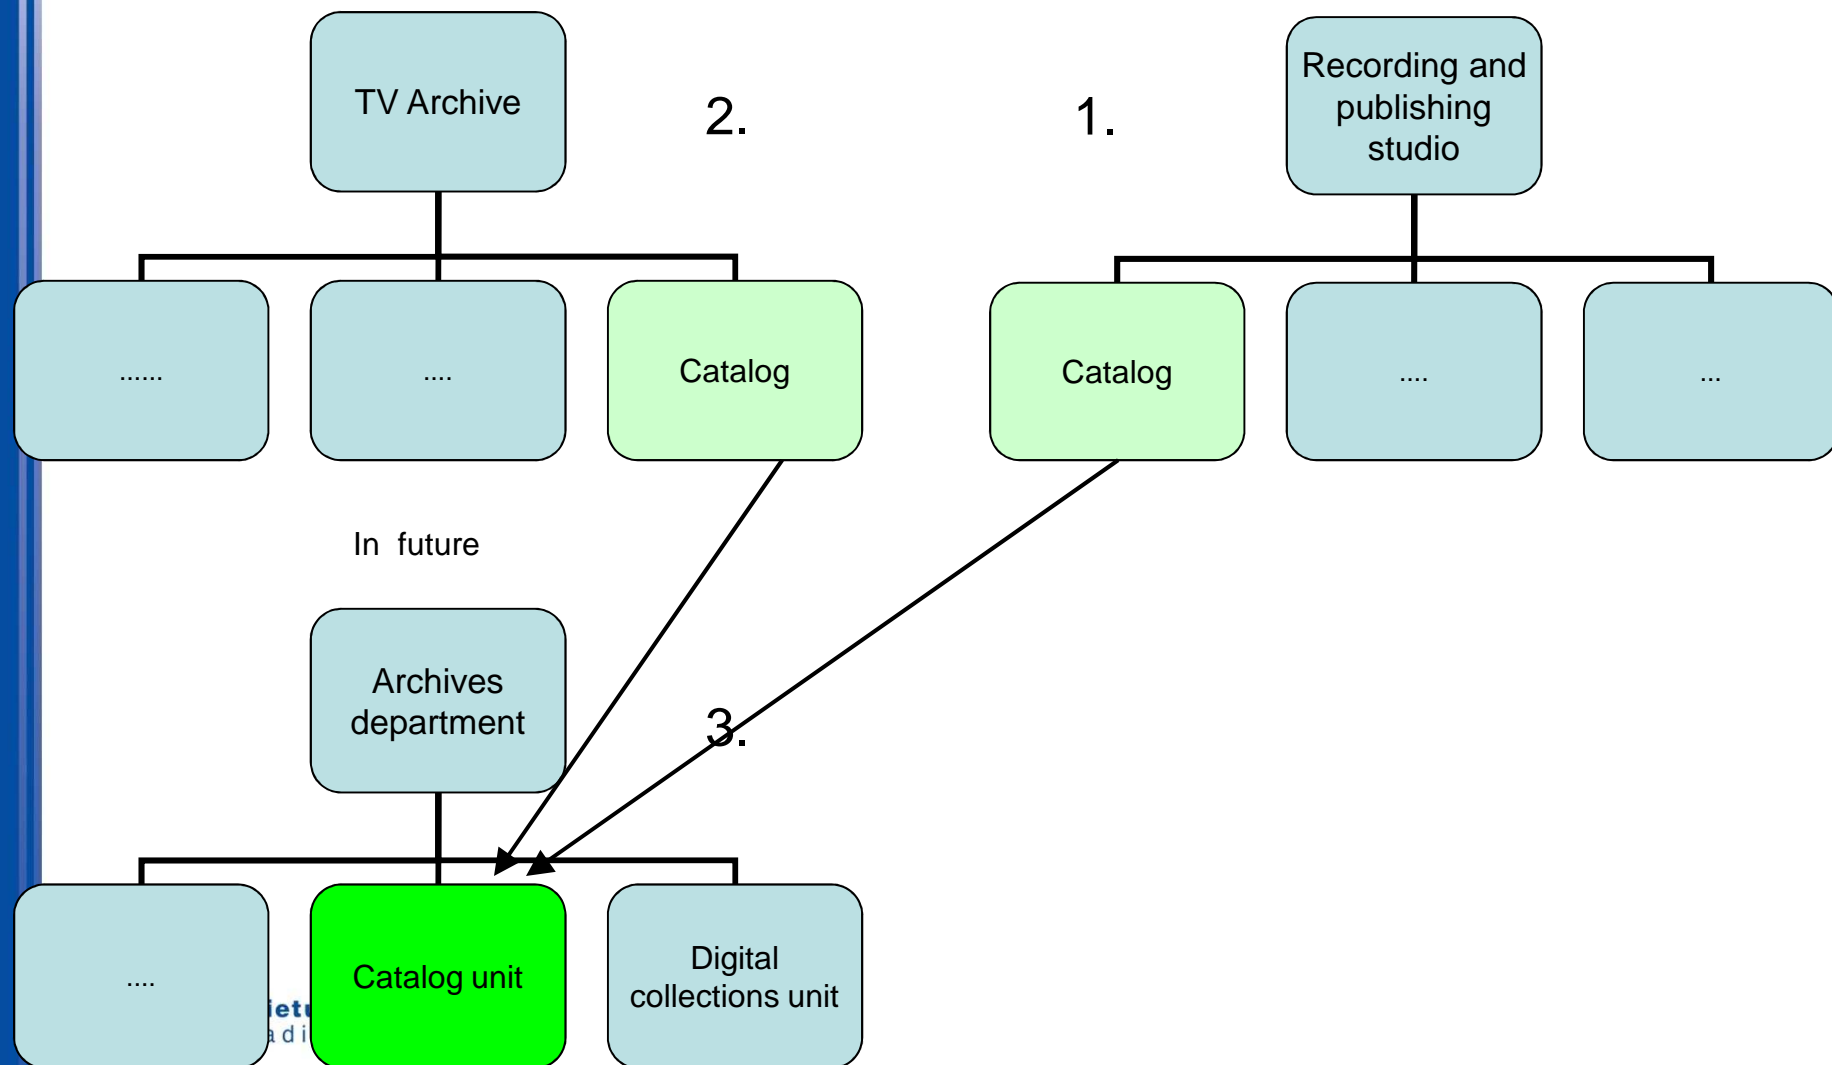 TV Archive
2.
1.
Recording and
publishing
studio
......
....
Catalog
Catalog
....
...
In future
Archives
department
3.
....
Catalog unit
Digital
collections unit